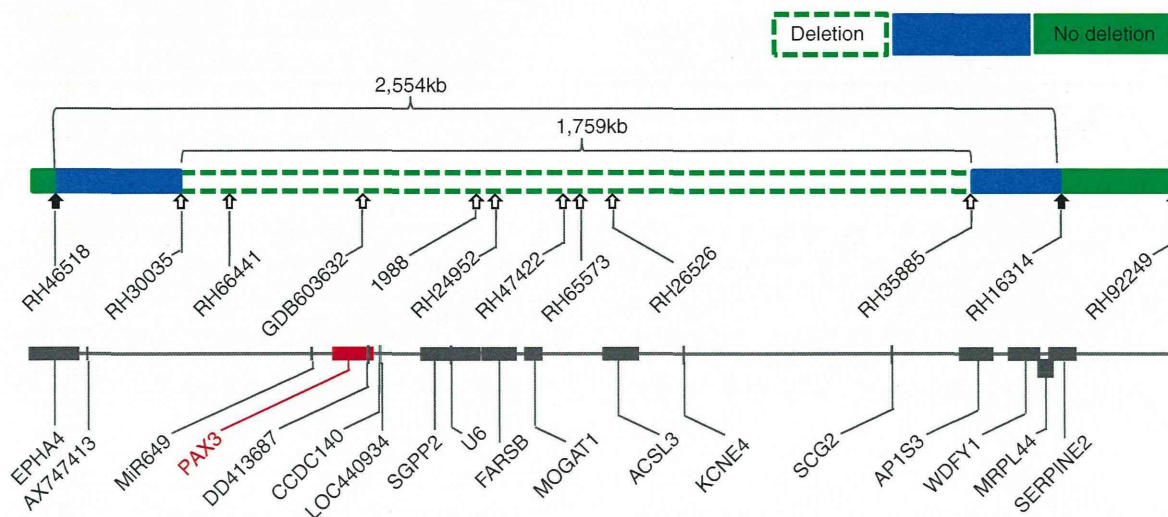 Deletion
No deletion
2,554kb
1,759kb
RH46518
RH30035
RH66441
GDB603632
1988
RH24952
RH47422
RH65573
RH26526
RH35885
RH16314
RH92249
EPHA4
AX747413
MiR649
PAX3
DD413687
CCDC140
LOC440934
SGPP2
U6
FARSB
MOGAT1
ACSL3
KCNE4
SCG2
AP1S3
WDFY1
MRPL44
SERPINE2